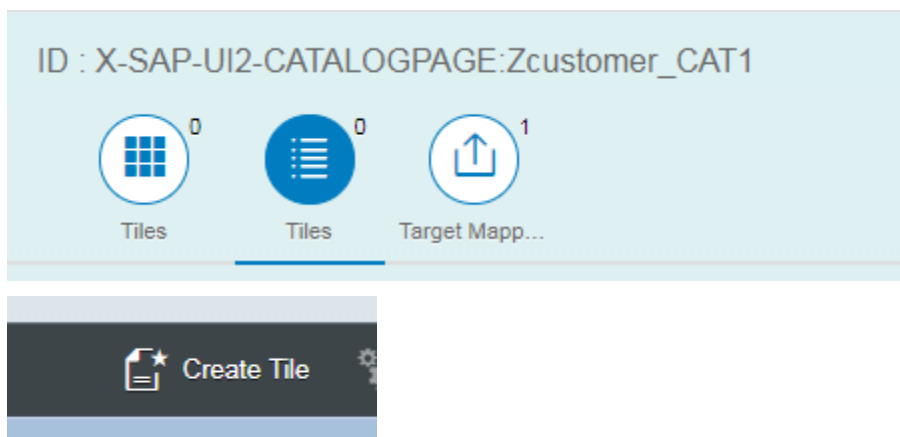 ID : X-SAP-UI2-CATALOGPAGE:Zcustomer_CAT1
0 0 1
Tiles Tiles Target Mapp...
Create Tile